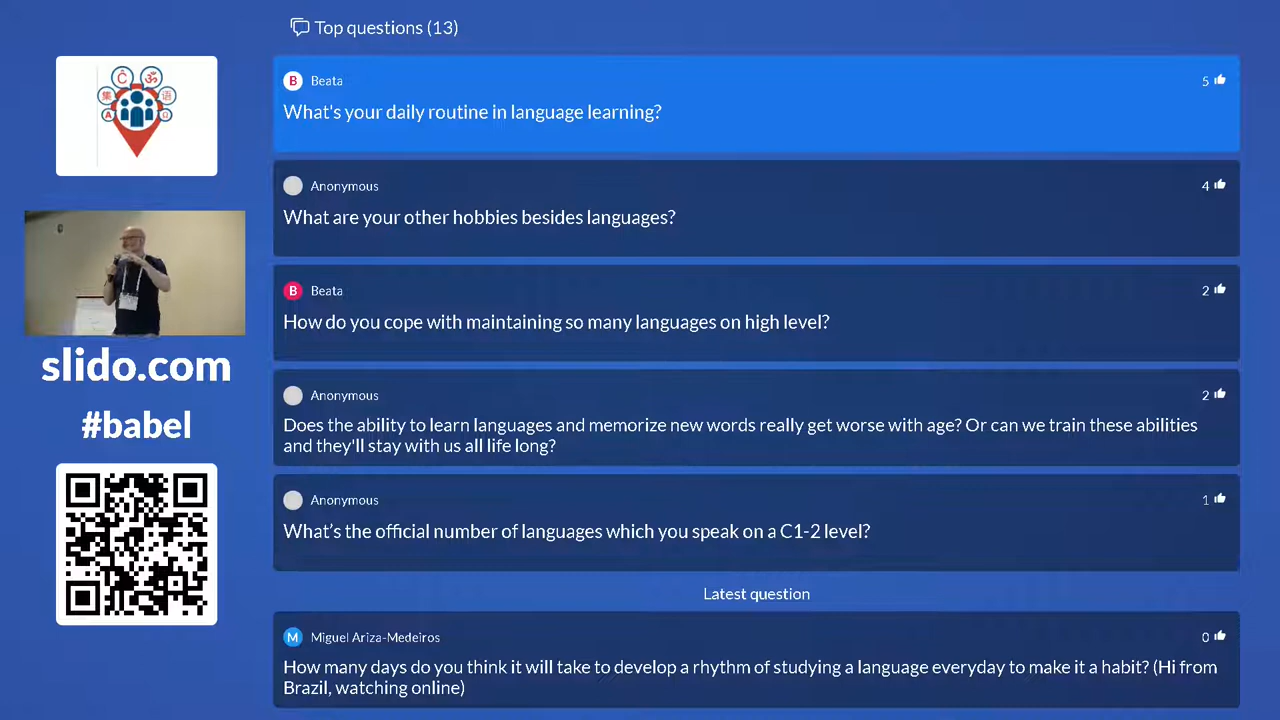 Top questions (13)
B Beata 5
What's your daily routine in language learning?
Anonymous 4
What are your other hobbies besides languages?
B Beata 2
How do you cope with maintaining so many languages on high level?
Anonymous 2
Does the ability to learn languages and memorize new words really get worse with age? Or can we train these abilities
and they'll stay with us all life long?
Anonymous 1
What's the official number of languages which you speak on a C1-2 level?
Latest question
M Miguel Ariza-Medeiros 0
How many days do you think it will take to develop a rhythm of studying a language everyday to make it a habit? (Hi from
Brazil, watching online)
Ĉ ॐ
集 语
A Ω
slido.com
#babel